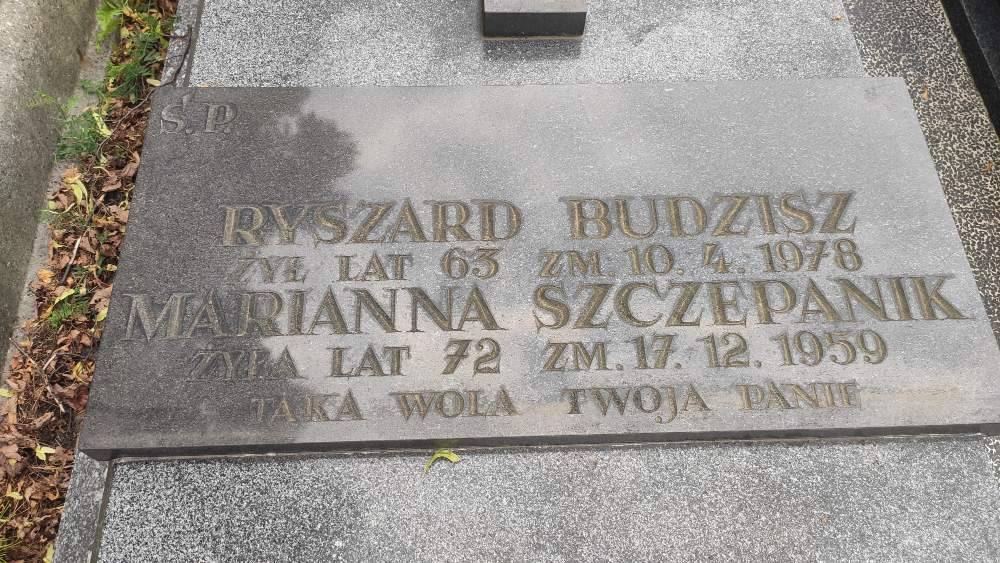 Ś.P.
RYSZARD BUDZISZ
ŻYŁ LAT 63 ZM. 10. 4. 1978
MARIANNA SZCZEPANIK
ŻYŁA LAT 72 ZM. 17. 12. 1959
TAKA WOLA TWOJA PANIE